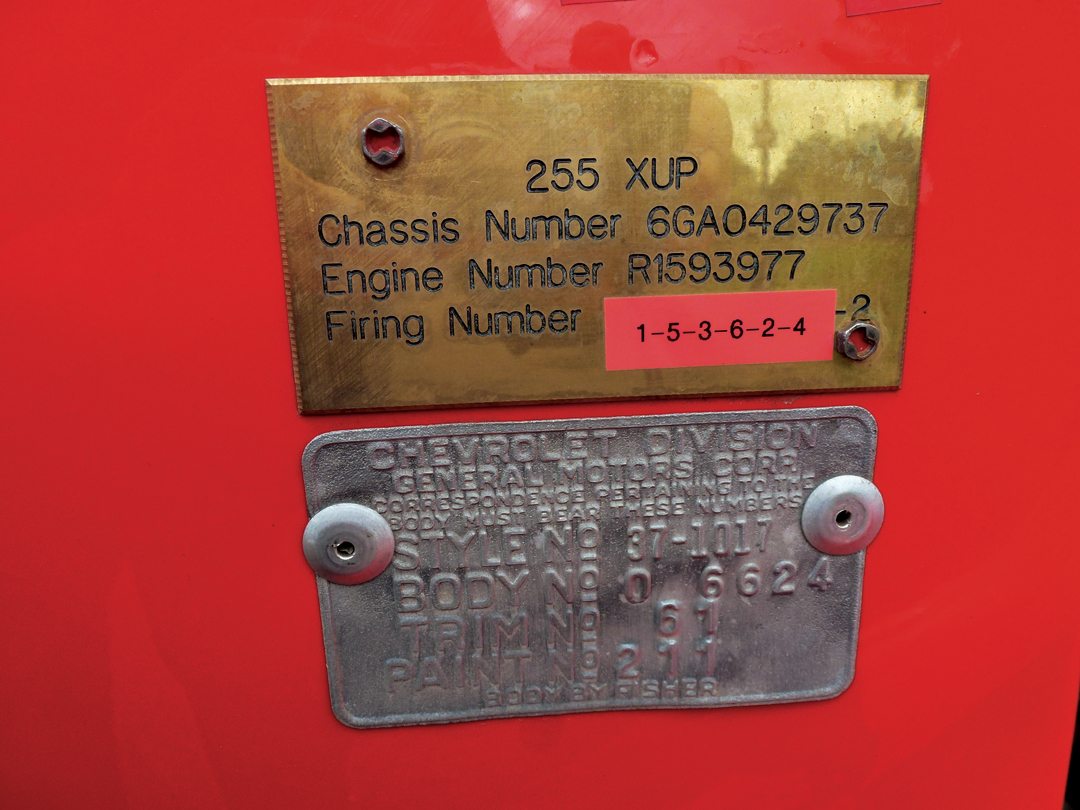 255 XUP
Chassis Number 6GA0429737
Engine Number R1593977
Firing Number 1-5-3-6-2-4 -2
CHEVROLET DIVISION
GENERAL MOTORS CORP.
CORRESPONDENCE PERTAINING TO THE
BODY MUST BEAR THESE NUMBERS
STYLE NO 37-1017
BODY NO O 6624
TRIM NO 61
PAINT NO 211
BODY BY FISHER